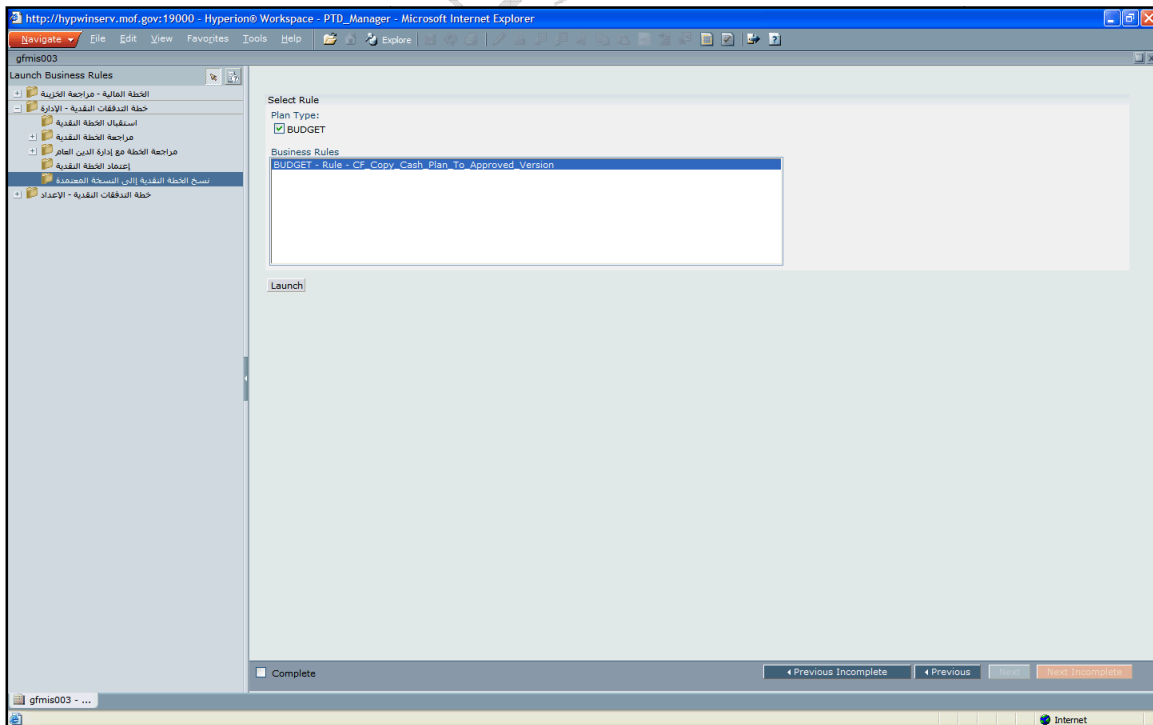 http://hypwinserv.mof.gov:19000 - Hyperion® Workspace - PTD_Manager - Microsoft Internet Explorer
Navigate File Edit View Favorites Tools Help Explore
gfmis003
Launch Business Rules
الخطة المالية - مراجعة الخزينة
خطة التدفقات النقدية - الإدارة
استقبال الخطة النقدية
مراجعة الخطة النقدية
مراجعة الخطة مع إدارة الدين العام
إعتماد الخطة النقدية
نسخ الخطة النقدية إالى النسخة المعتمدة
خطة التدفقات النقدية - الإعداد
Select Rule
Plan Type:
BUDGET
Business Rules
BUDGET - Rule - CF_Copy_Cash_Plan_To_Approved_Version
Launch
Complete
Previous Incomplete Previous Next Next Incomplete
gfmis003 - ...
Internet